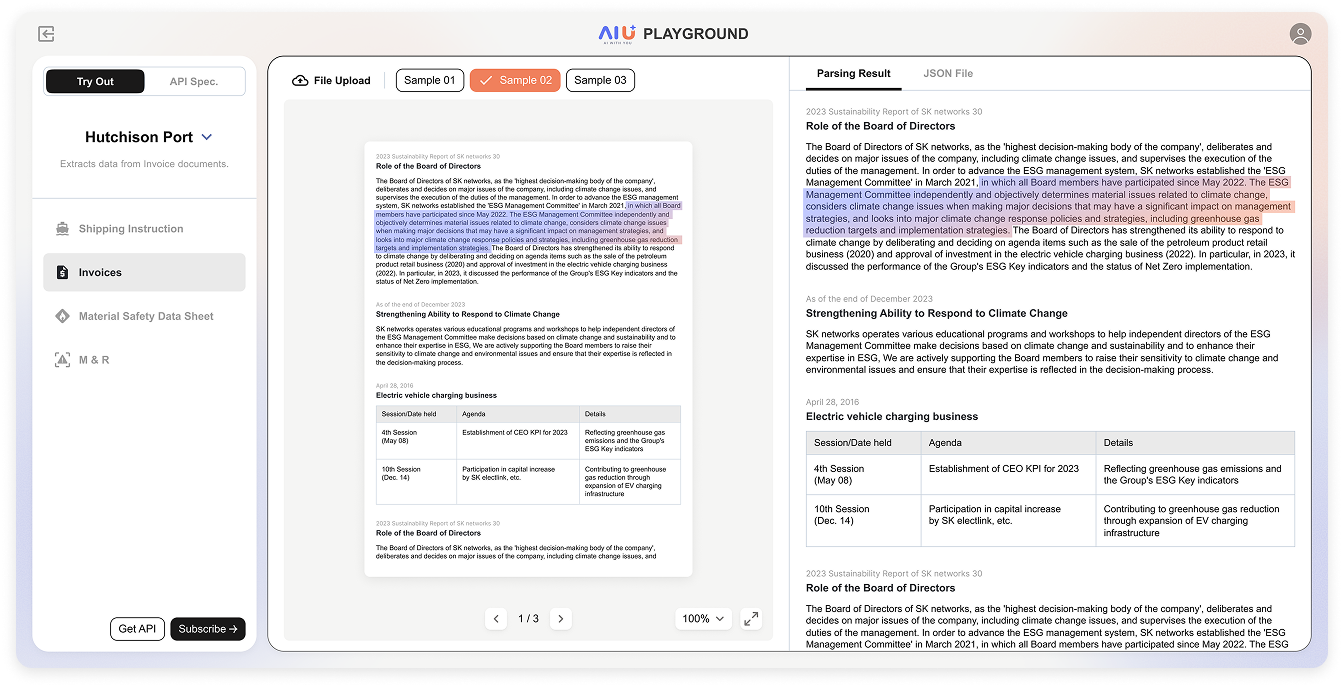 AIU+ PLAYGROUND
AI WITH YOU
Try Out
API Spec.
Hutchison Port
Extracts data from Invoice documents.
Shipping Instruction
Invoices
Material Safety Data Sheet
M & R
Get API
Subscribe →
File Upload
Sample 01
Sample 02
Sample 03
2023 Sustainability Report of SK networks 30
Role of the Board of Directors
The Board of Directors of SK networks, as the 'highest decision-making body of the company',
deliberates and decides on major issues of the company, including climate change issues, and
supervises the execution of the duties of the management. In order to advance the ESG management
system, SK networks established the 'ESG Management Committee' in March 2021, in which all Board
members have participated since May 2022. The ESG Management Committee independently and
objectively determines material issues related to climate change, considers climate change issues
when making major decisions that may have a significant impact on management strategies, and
looks into major climate change response policies and strategies, including greenhouse gas reduction
targets and implementation strategies. The Board of Directors has strengthened its ability to respond
to climate change by deliberating and deciding on agenda items such as the sale of the petroleum
product retail business (2020) and approval of investment in the electric vehicle charging business
(2022). In particular, in 2023, it discussed the performance of the Group's ESG Key indicators and the
status of Net Zero implementation.
As of the end of December 2023
Strengthening Ability to Respond to Climate Change
SK networks operates various educational programs and workshops to help independent directors of
the ESG Management Committee make decisions based on climate change and sustainability and to
enhance their expertise in ESG, We are actively supporting the Board members to raise their
sensitivity to climate change and environmental issues and ensure that their expertise is reflected in
the decision-making process.
April 28, 2016
Electric vehicle charging business
Session/Date held Agenda Details
4th Session Establishment of CEO KPI for 2023 Reflecting greenhouse gas
(May 08) emissions and the Group's
ESG Key indicators
10th Session Participation in capital increase Contributing to greenhouse
(Dec. 14) by SK electlink, etc. gas reduction through
expansion of EV charging
infrastructure
2023 Sustainability Report of SK networks 30
Role of the Board of Directors
The Board of Directors of SK networks, as the 'highest decision-making body of the company',
deliberates and decides on major issues of the company, including climate change issues, and
1 / 3
100%
Parsing Result
JSON File
2023 Sustainability Report of SK networks 30
Role of the Board of Directors
The Board of Directors of SK networks, as the 'highest decision-making body of the company', deliberates and
decides on major issues of the company, including climate change issues, and supervises the execution of the
duties of the management. In order to advance the ESG management system, SK networks established the 'ESG
Management Committee' in March 2021, in which all Board members have participated since May 2022. The ESG
Management Committee independently and objectively determines material issues related to climate change,
considers climate change issues when making major decisions that may have a significant impact on management
strategies, and looks into major climate change response policies and strategies, including greenhouse gas
reduction targets and implementation strategies. The Board of Directors has strengthened its ability to respond to
climate change by deliberating and deciding on agenda items such as the sale of the petroleum product retail
business (2020) and approval of investment in the electric vehicle charging business (2022). In particular, in 2023, it
discussed the performance of the Group's ESG Key indicators and the status of Net Zero implementation.
As of the end of December 2023
Strengthening Ability to Respond to Climate Change
SK networks operates various educational programs and workshops to help independent directors of the ESG
Management Committee make decisions based on climate change and sustainability and to enhance their
expertise in ESG, We are actively supporting the Board members to raise their sensitivity to climate change and
environmental issues and ensure that their expertise is reflected in the decision-making process.
April 28, 2016
Electric vehicle charging business
Session/Date held Agenda Details
4th Session Establishment of CEO KPI for 2023 Reflecting greenhouse gas emissions and
(May 08) the Group's ESG Key indicators
10th Session Participation in capital increase Contributing to greenhouse gas reduction
(Dec. 14) by SK electlink, etc. through expansion of EV charging
infrastructure
2023 Sustainability Report of SK networks 30
Role of the Board of Directors
The Board of Directors of SK networks, as the 'highest decision-making body of the company', deliberates and
decides on major issues of the company, including climate change issues, and supervises the execution of the
duties of the management. In order to advance the ESG management system, SK networks established the 'ESG
Management Committee' in March 2021, in which all Board members have participated since May 2022. The ESG